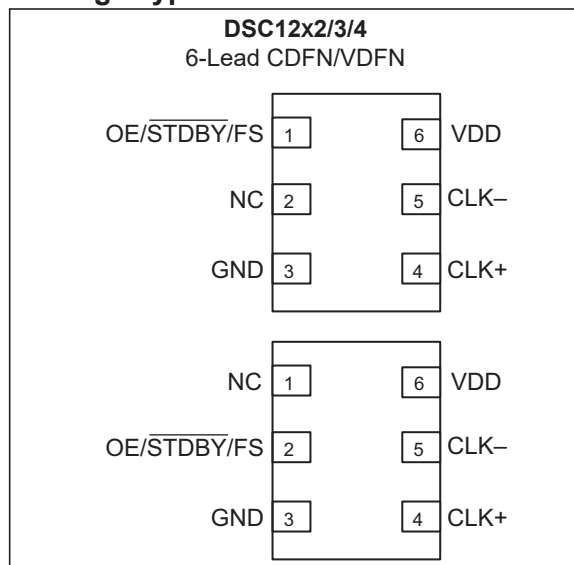 DSC12x2/3/4
6-Lead CDFN/VDFN
OE/STDBY/FS 1 6 VDD
NC 2 5 CLK–
GND 3 4 CLK+
NC 1 6 VDD
OE/STDBY/FS 2 5 CLK–
GND 3 4 CLK+